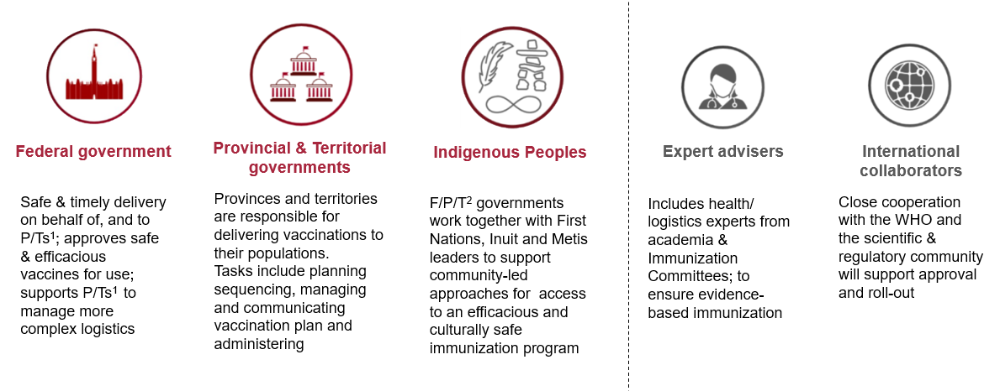 Federal government
Safe & timely delivery
on behalf of, and to
P/Ts¹; approves safe
& efficacious
vaccines for use;
supports P/Ts¹ to
manage more
complex logistics
Provincial & Territorial
governments
Provinces and territories
are responsible for
delivering vaccinations to
their populations.
Tasks include planning
sequencing, managing
and communicating
vaccination plan and
administering
Indigenous Peoples
F/P/T² governments
work together with First
Nations, Inuit and Metis
leaders to support
community-led
approaches for access
to an efficacious and
culturally safe
immunization program
Expert advisers
Includes health/
logistics experts from
academia &
Immunization
Committees; to
ensure evidence-
based immunization
International
collaborators
Close cooperation
with the WHO and
the scientific &
regulatory community
will support approval
and roll-out